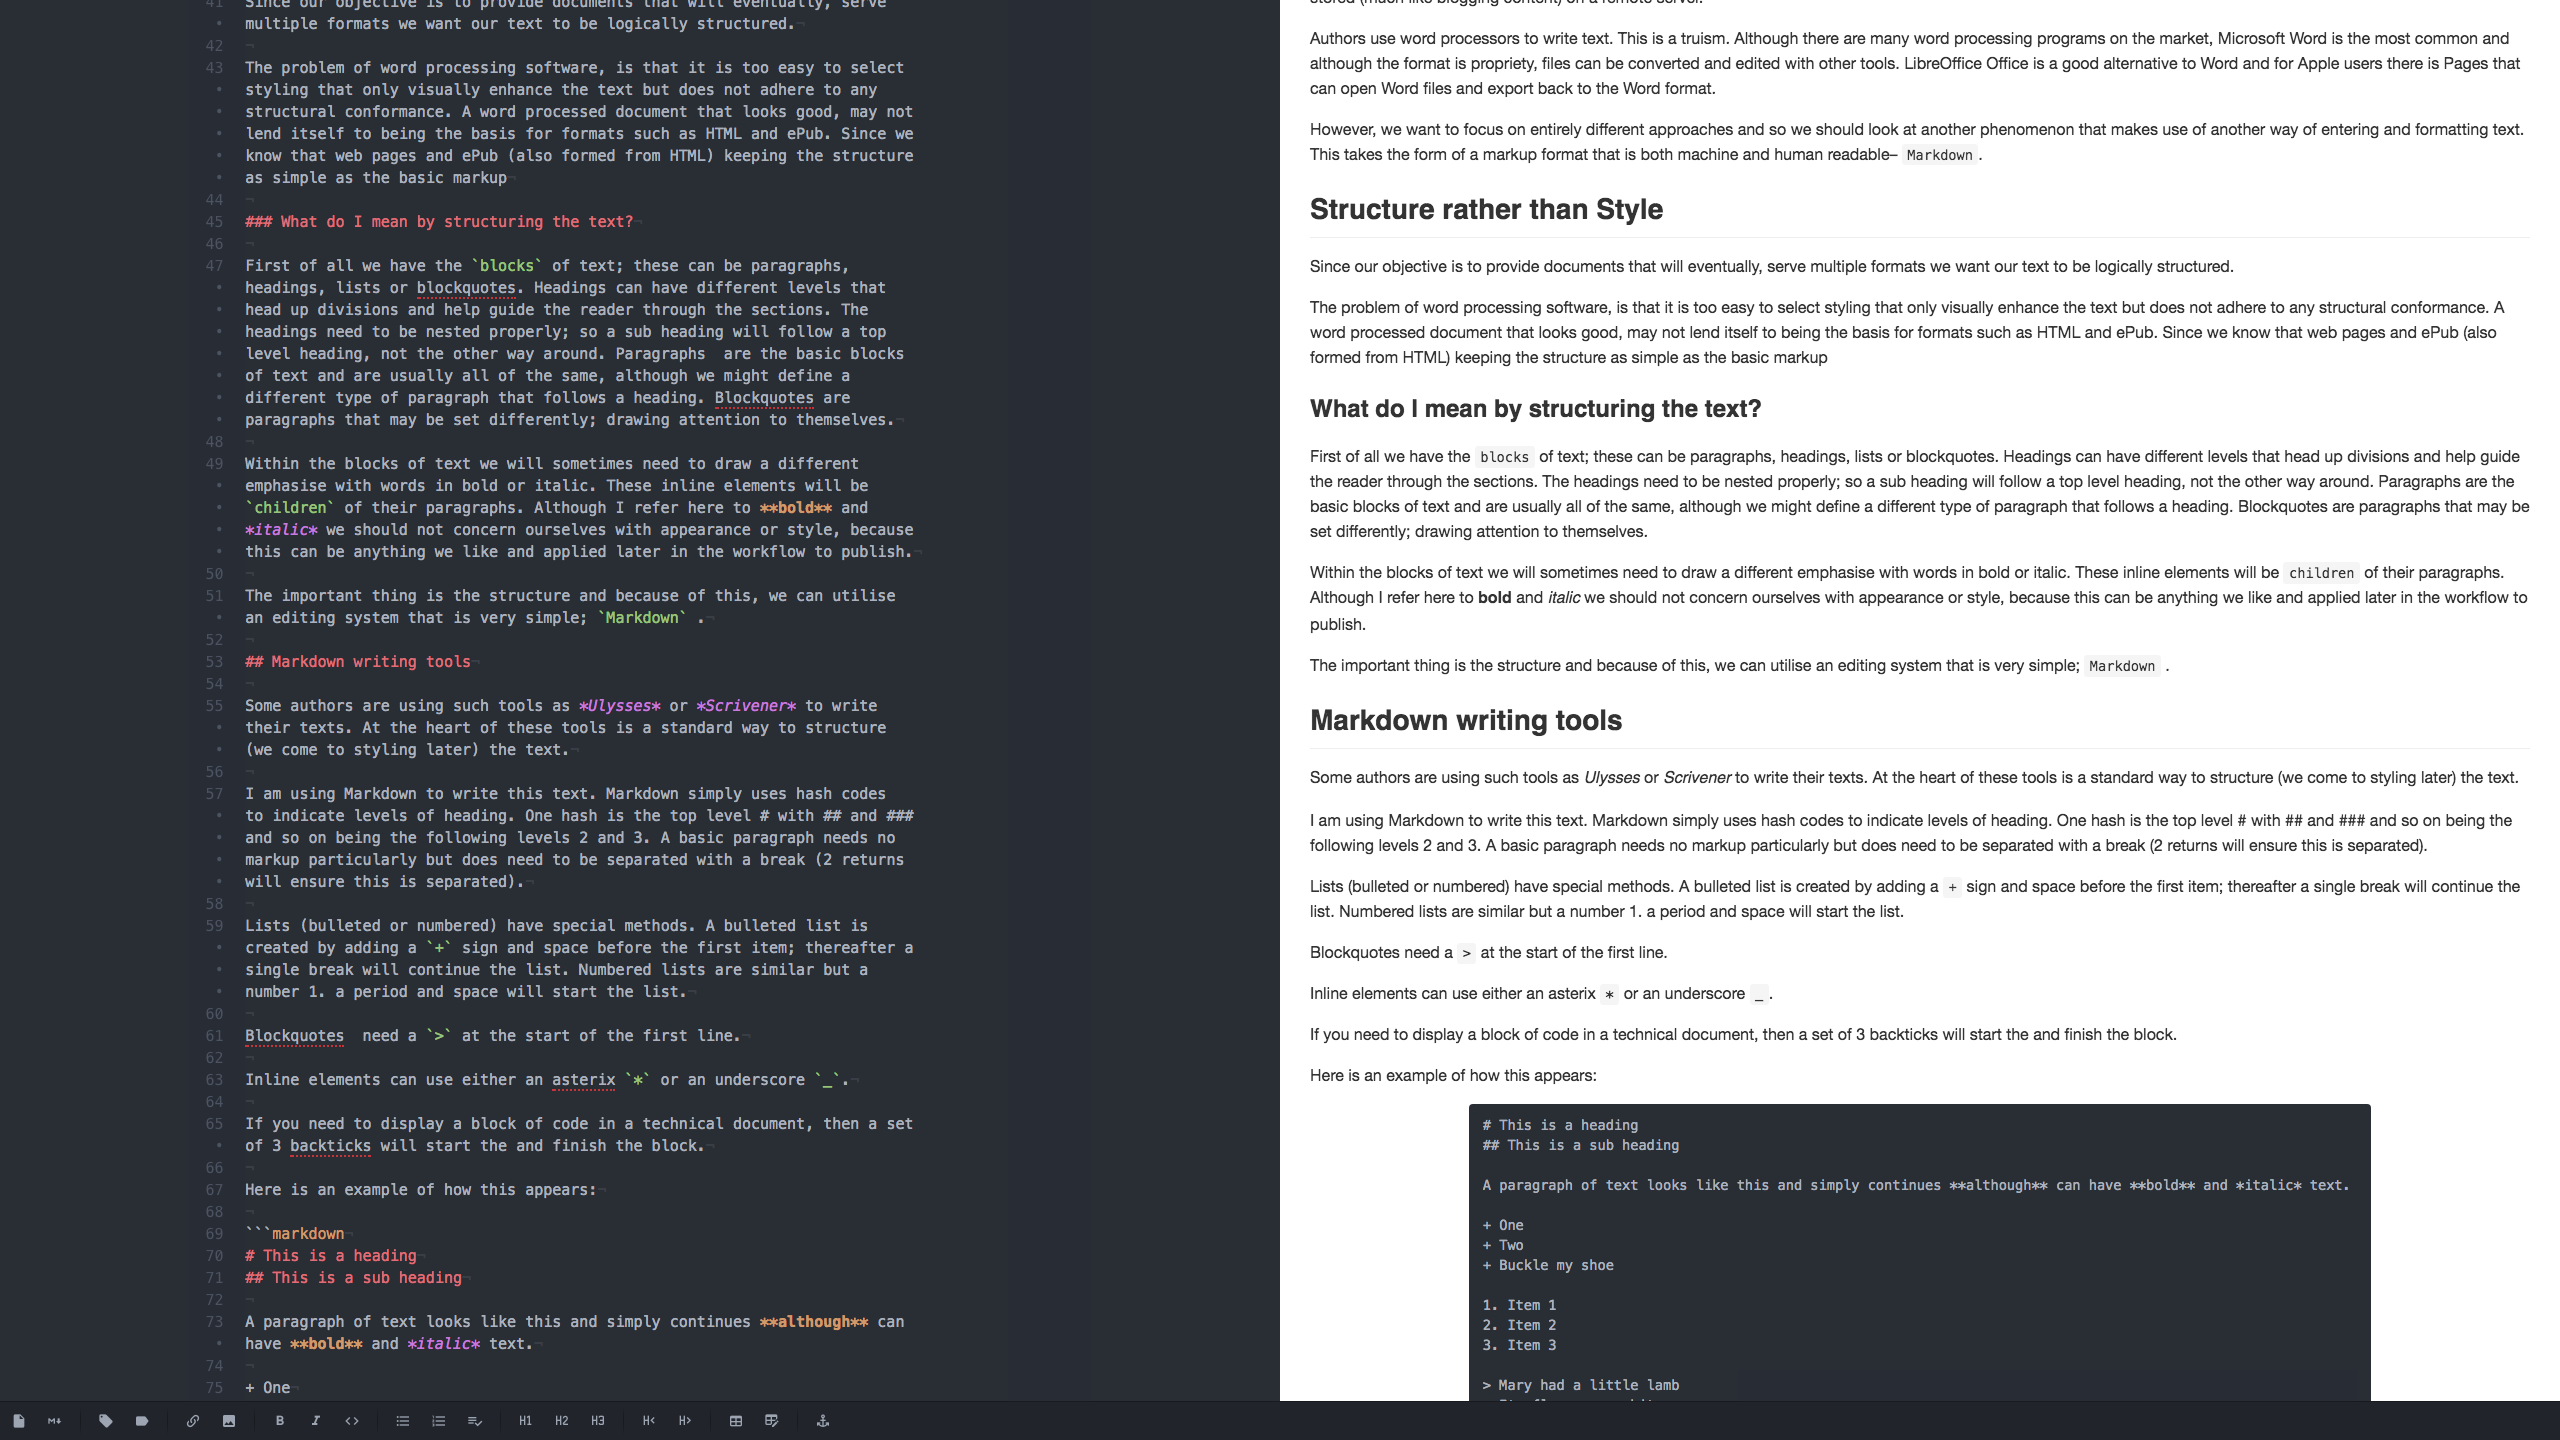 41 Since our objective is to provide documents that will eventually, serve
multiple formats we want our text to be logically structured.
42
43 The problem of word processing software, is that it is too easy to select
styling that only visually enhance the text but does not adhere to any
structural conformance. A word processed document that looks good, may not
lend itself to being the basis for formats such as HTML and ePub. Since we
know that web pages and ePub (also formed from HTML) keeping the structure
as simple as the basic markup
44
45 ### What do I mean by structuring the text?
46
47 First of all we have the `blocks` of text; these can be paragraphs,
headings, lists or blockquotes. Headings can have different levels that
head up divisions and help guide the reader through the sections. The
headings need to be nested properly; so a sub heading will follow a top
level heading, not the other way around. Paragraphs  are the basic blocks
of text and are usually all of the same, although we might define a
different type of paragraph that follows a heading. Blockquotes are
paragraphs that may be set differently; drawing attention to themselves.
48
49 Within the blocks of text we will sometimes need to draw a different
emphasise with words in bold or italic. These inline elements will be
`children` of their paragraphs. Although I refer here to **bold** and
*italic* we should not concern ourselves with appearance or style, because
this can be anything we like and applied later in the workflow to publish.
50
51 The important thing is the structure and because of this, we can utilise
an editing system that is very simple; `Markdown` .
52
53 ## Markdown writing tools
54
55 Some authors are using such tools as *Ulysses* or *Scrivener* to write
their texts. At the heart of these tools is a standard way to structure
(we come to styling later) the text.
56
57 I am using Markdown to write this text. Markdown simply uses hash codes
to indicate levels of heading. One hash is the top level # with ## and ###
and so on being the following levels 2 and 3. A basic paragraph needs no
markup particularly but does need to be separated with a break (2 returns
will ensure this is separated).
58
59 Lists (bulleted or numbered) have special methods. A bulleted list is
created by adding a `+` sign and space before the first item; thereafter a
single break will continue the list. Numbered lists are similar but a
number 1. a period and space will start the list.
60
61 Blockquotes  need a `>` at the start of the first line.
62
63 Inline elements can use either an asterix `*` or an underscore `_`.
64
65 If you need to display a block of code in a technical document, then a set
of 3 backticks will start the and finish the block.
66
67 Here is an example of how this appears:
68
69 ```markdown
70 # This is a heading
71 ## This is a sub heading
72
73 A paragraph of text looks like this and simply continues **although** can
have **bold** and *italic* text.
74
75 + One
stored (much like blogging content) on a remote server.
Authors use word processors to write text. This is a truism. Although there are many word processing programs on the market, Microsoft Word is the most common and
although the format is propriety, files can be converted and edited with other tools. LibreOffice Office is a good alternative to Word and for Apple users there is Pages that
can open Word files and export back to the Word format.
However, we want to focus on entirely different approaches and so we should look at another phenomenon that makes use of another way of entering and formatting text.
This takes the form of a markup format that is both machine and human readable– Markdown .
Structure rather than Style
Since our objective is to provide documents that will eventually, serve multiple formats we want our text to be logically structured.
The problem of word processing software, is that it is too easy to select styling that only visually enhance the text but does not adhere to any structural conformance. A
word processed document that looks good, may not lend itself to being the basis for formats such as HTML and ePub. Since we know that web pages and ePub (also
formed from HTML) keeping the structure as simple as the basic markup
What do I mean by structuring the text?
First of all we have the blocks of text; these can be paragraphs, headings, lists or blockquotes. Headings can have different levels that head up divisions and help guide
the reader through the sections. The headings need to be nested properly; so a sub heading will follow a top level heading, not the other way around. Paragraphs are the
basic blocks of text and are usually all of the same, although we might define a different type of paragraph that follows a heading. Blockquotes are paragraphs that may be
set differently; drawing attention to themselves.
Within the blocks of text we will sometimes need to draw a different emphasise with words in bold or italic. These inline elements will be children of their paragraphs.
Although I refer here to bold and italic we should not concern ourselves with appearance or style, because this can be anything we like and applied later in the workflow to
publish.
The important thing is the structure and because of this, we can utilise an editing system that is very simple; Markdown .
Markdown writing tools
Some authors are using such tools as Ulysses or Scrivener to write their texts. At the heart of these tools is a standard way to structure (we come to styling later) the text.
I am using Markdown to write this text. Markdown simply uses hash codes to indicate levels of heading. One hash is the top level # with ## and ### and so on being the
following levels 2 and 3. A basic paragraph needs no markup particularly but does need to be separated with a break (2 returns will ensure this is separated).
Lists (bulleted or numbered) have special methods. A bulleted list is created by adding a + sign and space before the first item; thereafter a single break will continue the
list. Numbered lists are similar but a number 1. a period and space will start the list.
Blockquotes need a > at the start of the first line.
Inline elements can use either an asterix * or an underscore _ .
If you need to display a block of code in a technical document, then a set of 3 backticks will start the and finish the block.
Here is an example of how this appears:
# This is a heading
## This is a sub heading
A paragraph of text looks like this and simply continues **although** can have **bold** and *italic* text.
+ One
+ Two
+ Buckle my shoe
1. Item 1
2. Item 2
3. Item 3
> Mary had a little lamb
M↓ B I <> H1 H2 H3 H< H>